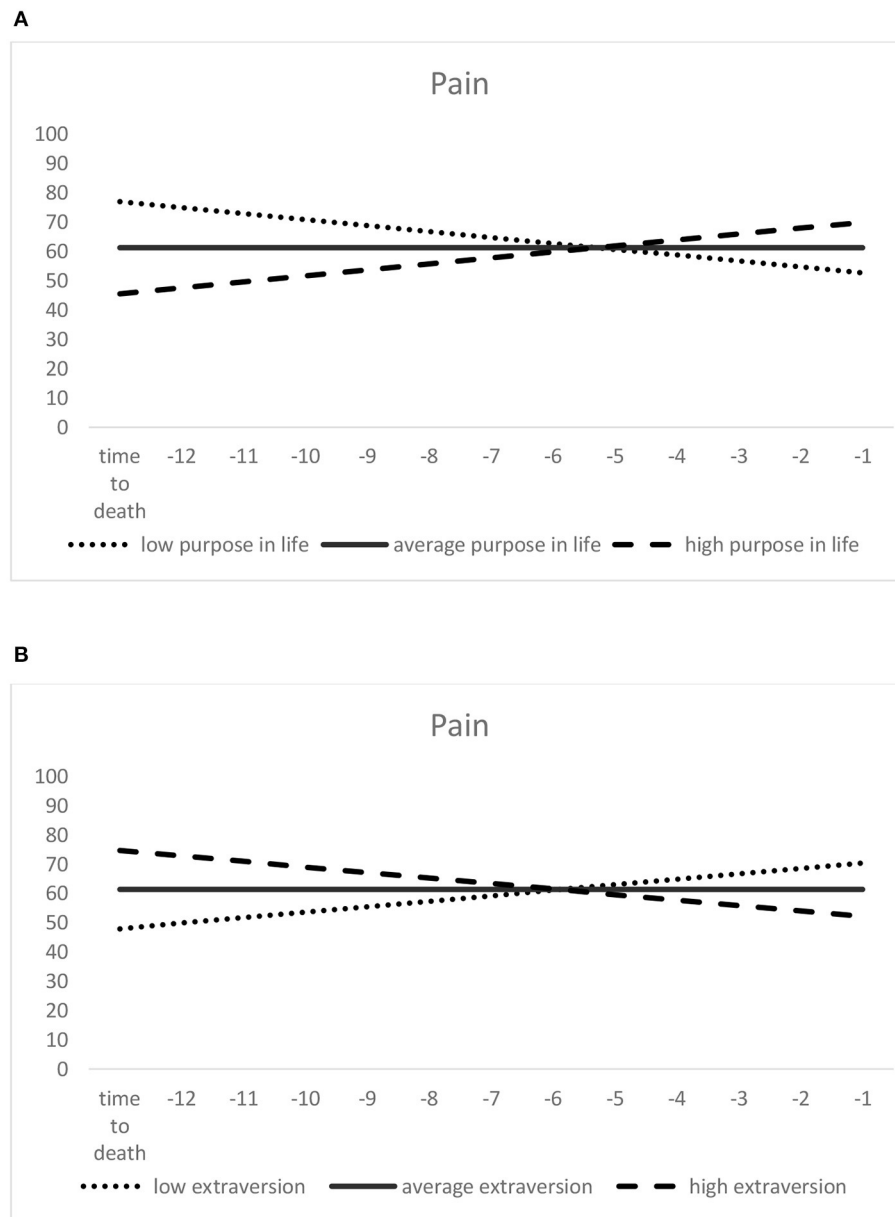 A
Pain
100
90
80
70
60
50
40
30
20
10
0
time to death -12 -11 -10 -9 -8 -7 -6 -5 -4 -3 -2 -1
low purpose in life average purpose in life high purpose in life
B
Pain
100
90
80
70
60
50
40
30
20
10
0
time to death -12 -11 -10 -9 -8 -7 -6 -5 -4 -3 -2 -1
low extraversion average extraversion high extraversion